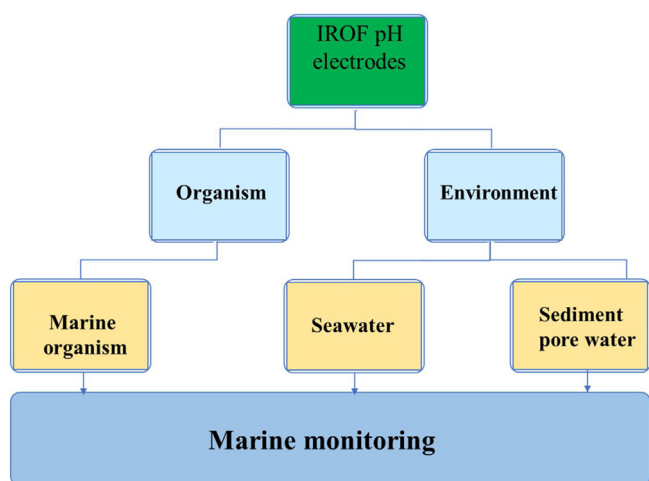 IROF pH
electrodes
Organism
Environment
Marine
organism
Seawater
Sediment
pore water
Marine monitoring